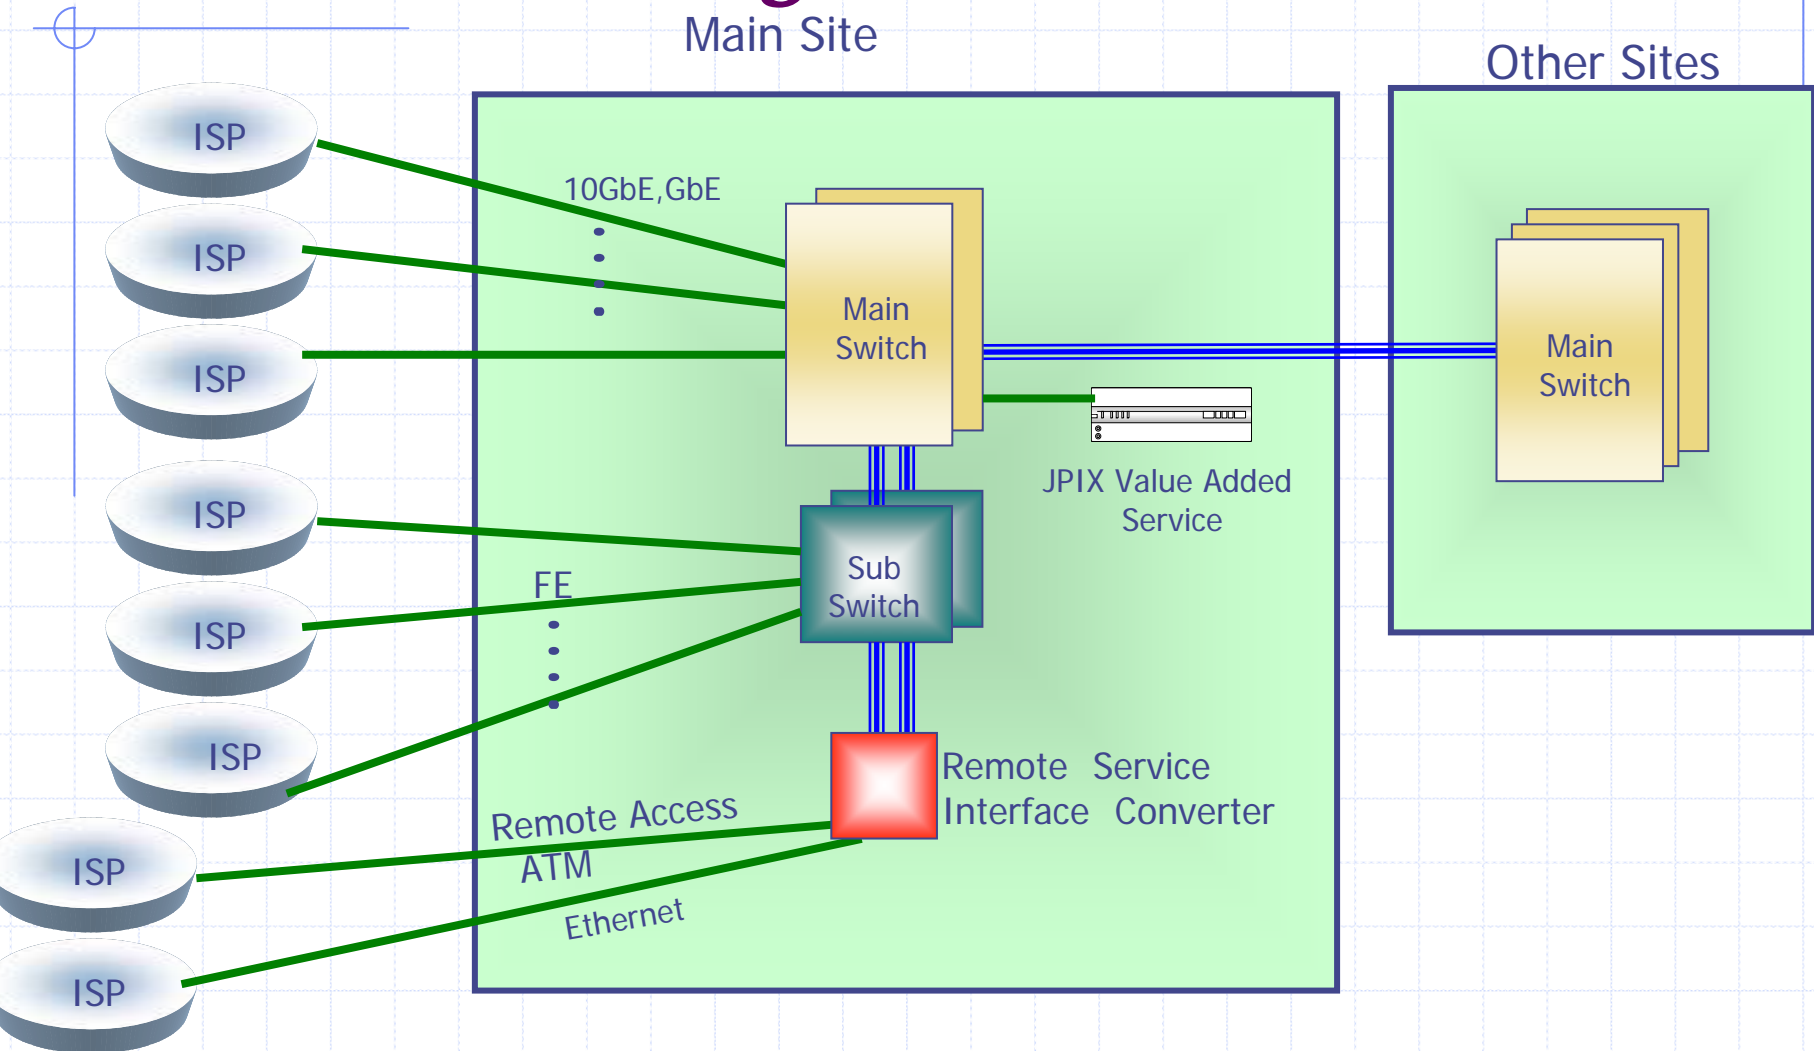 Main Site
Other Sites
ISP
10GbE,GbE
ISP
Main
Switch
Main
Switch
ISP
JPIX Value Added
Service
ISP
Sub
Switch
FE
ISP
ISP
Remote Service
Interface Converter
Remote Access
ATM
ISP
Ethernet
ISP